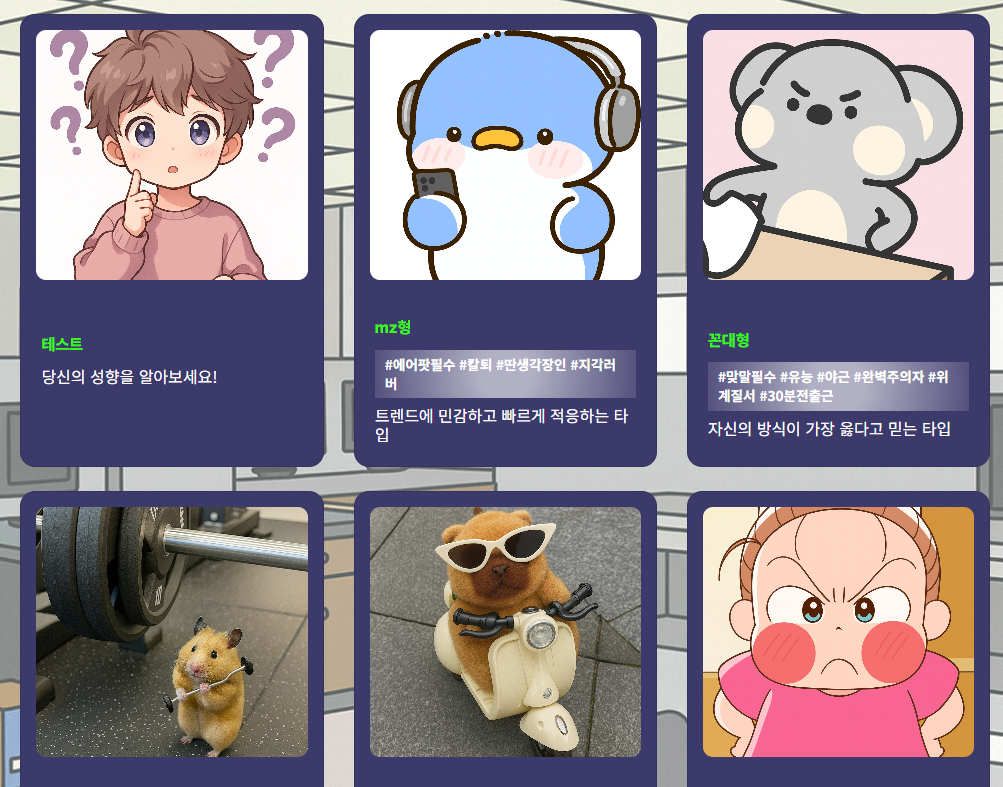 테스트
당신의 성향을 알아보세요!
mz형
#에어팟필수 #칼퇴 #딴생각장인 #지각러
버
트렌드에 민감하고 빠르게 적응하는 타
입
꼰대형
#맞말필수 #유능 #야근 #완벽주의자 #위
계질서 #30분전출근
자신의 방식이 가장 옳다고 믿는 타입